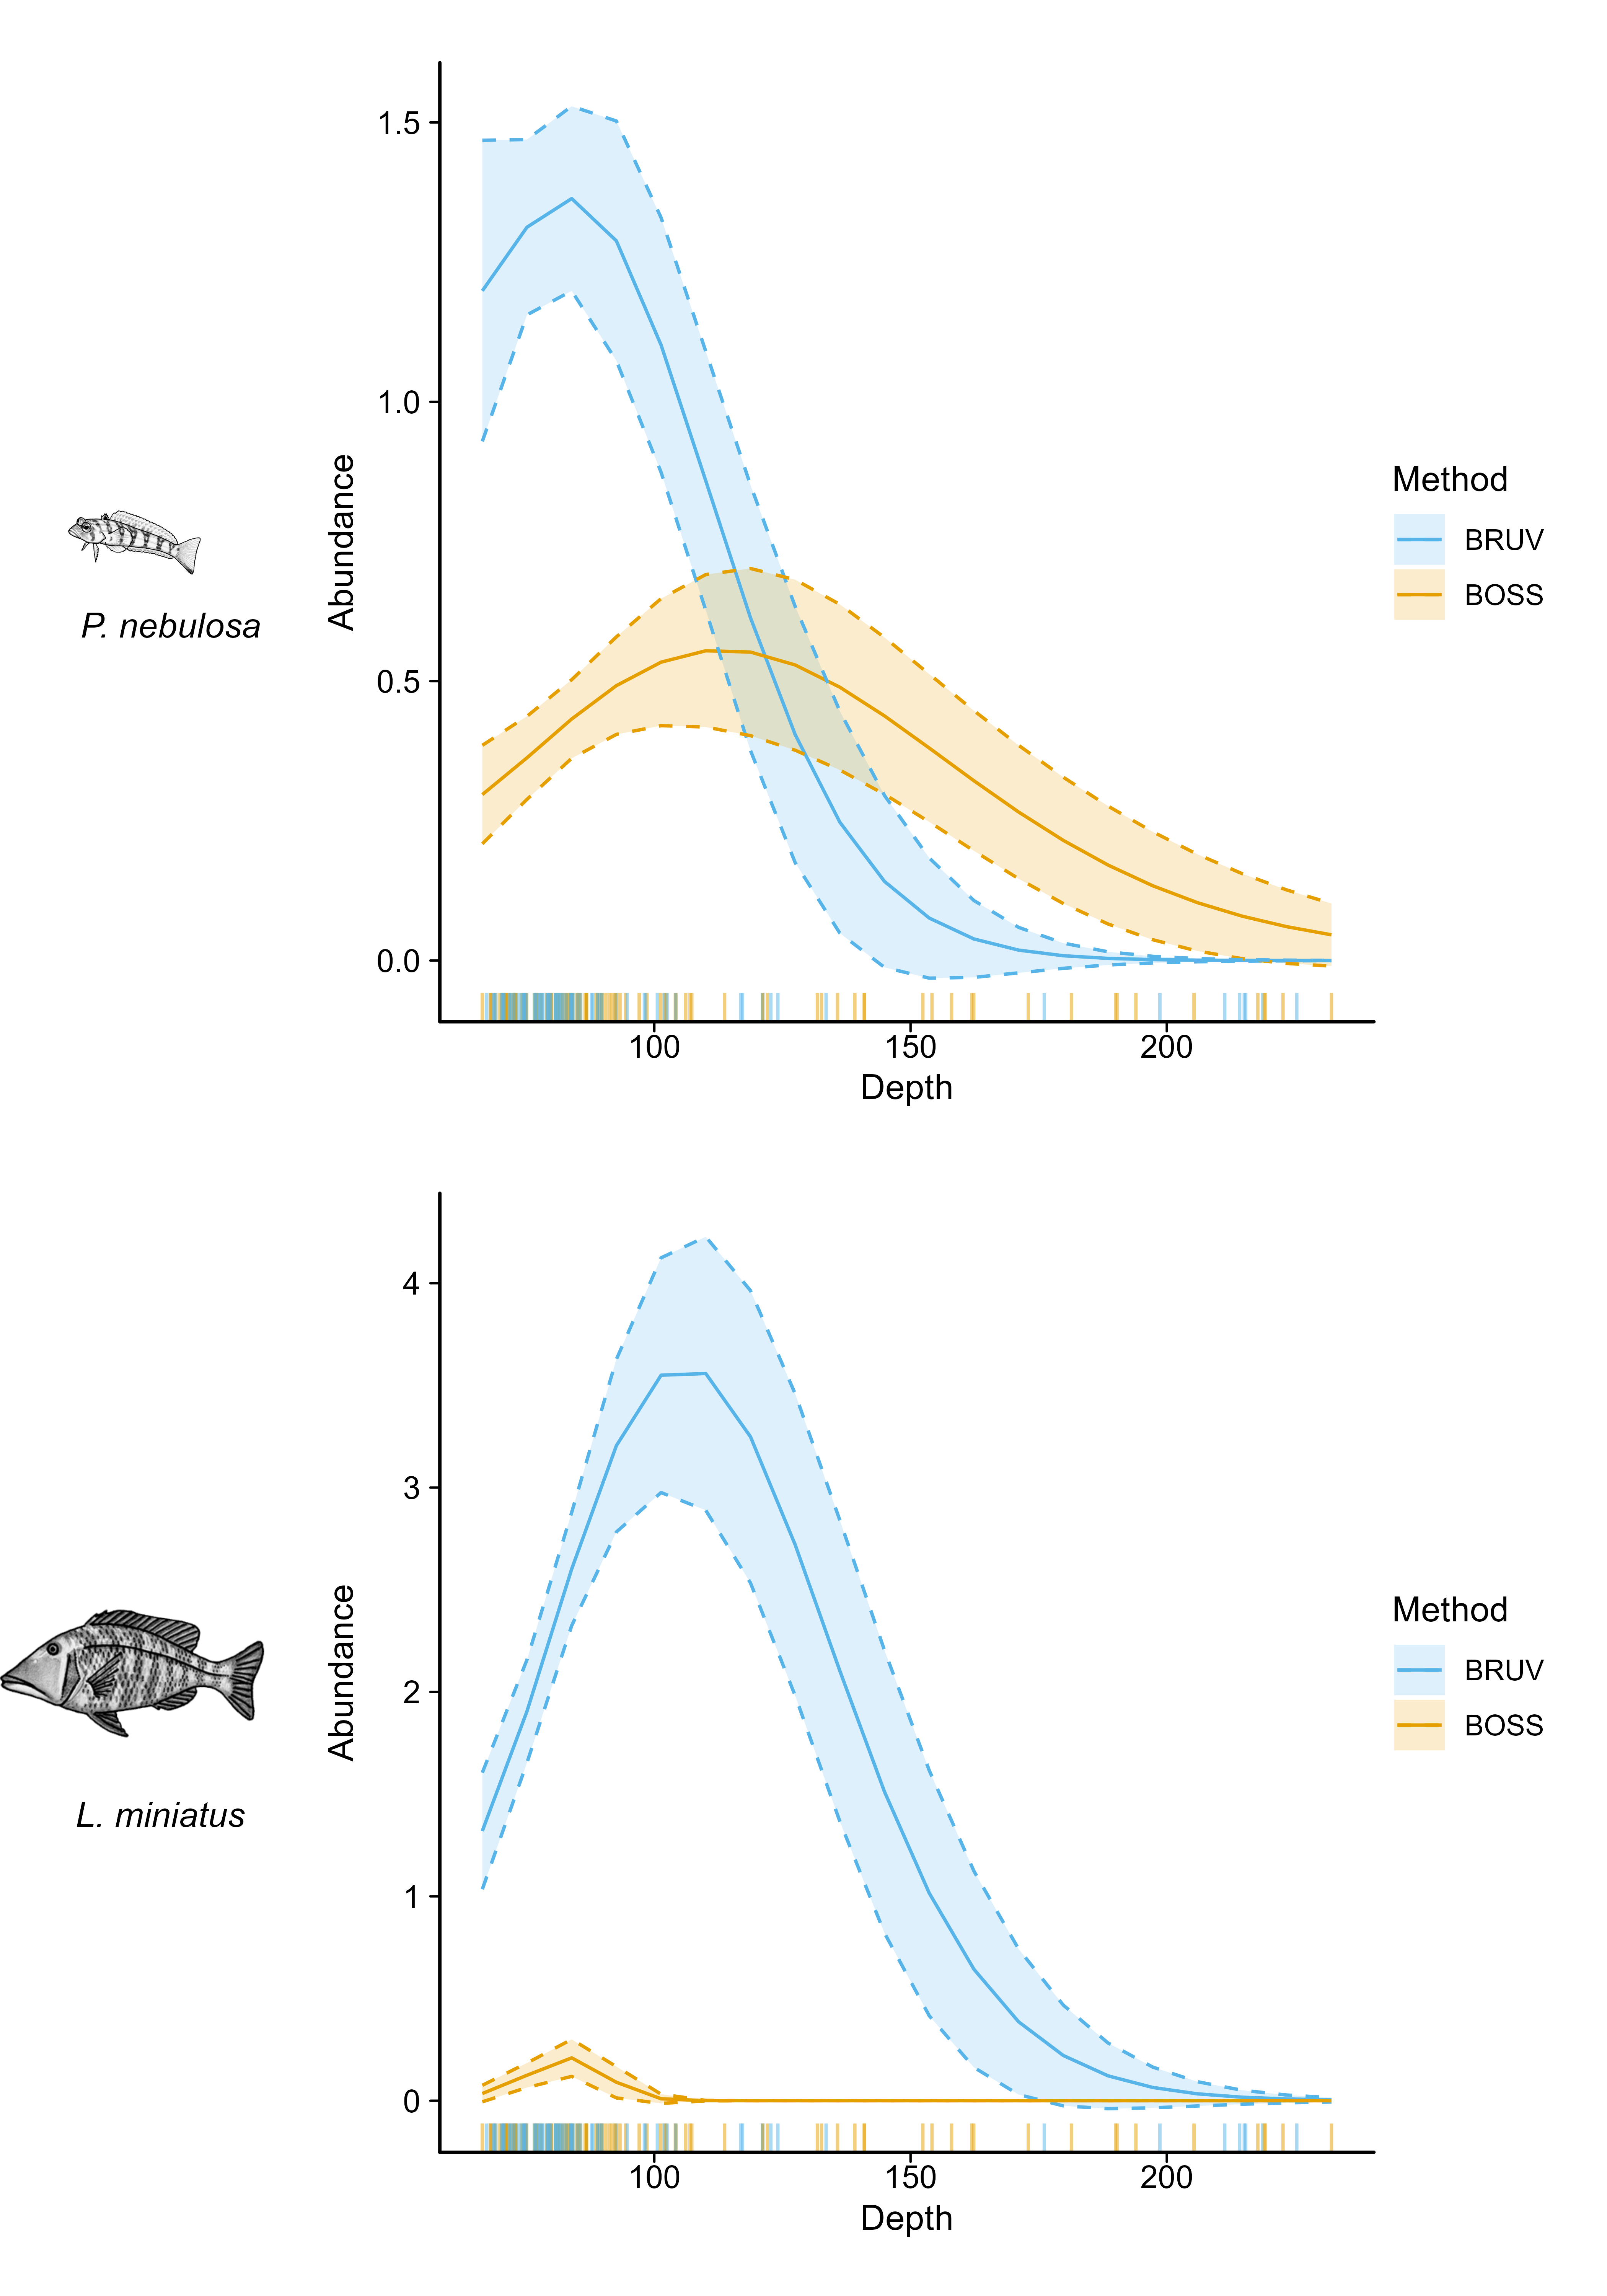 1.5
1.0
0.5
0.0
Abundance
P. nebulosa
100 150 200
Depth
Method
BRUV
BOSS
4
3
2
1
0
Abundance
L. miniatus
100 150 200
Depth
Method
BRUV
BOSS